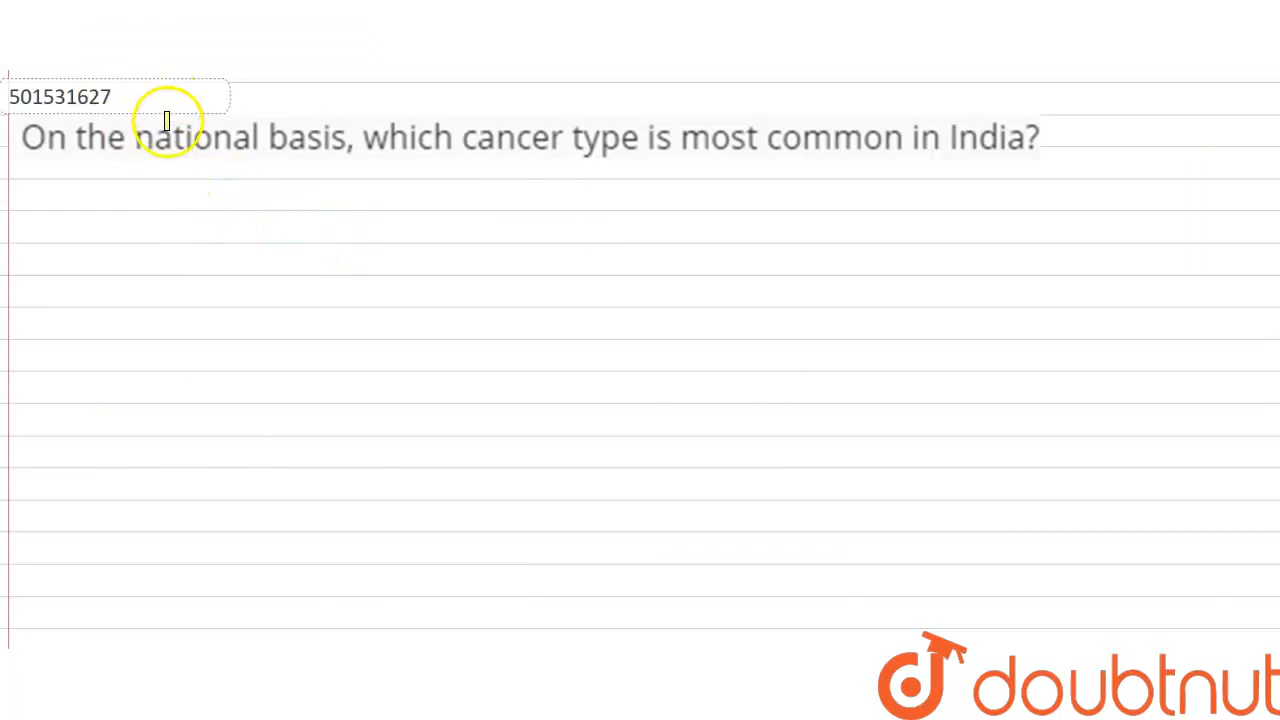 501531627
On the national basis, which cancer type is most common in India?
doubtnut